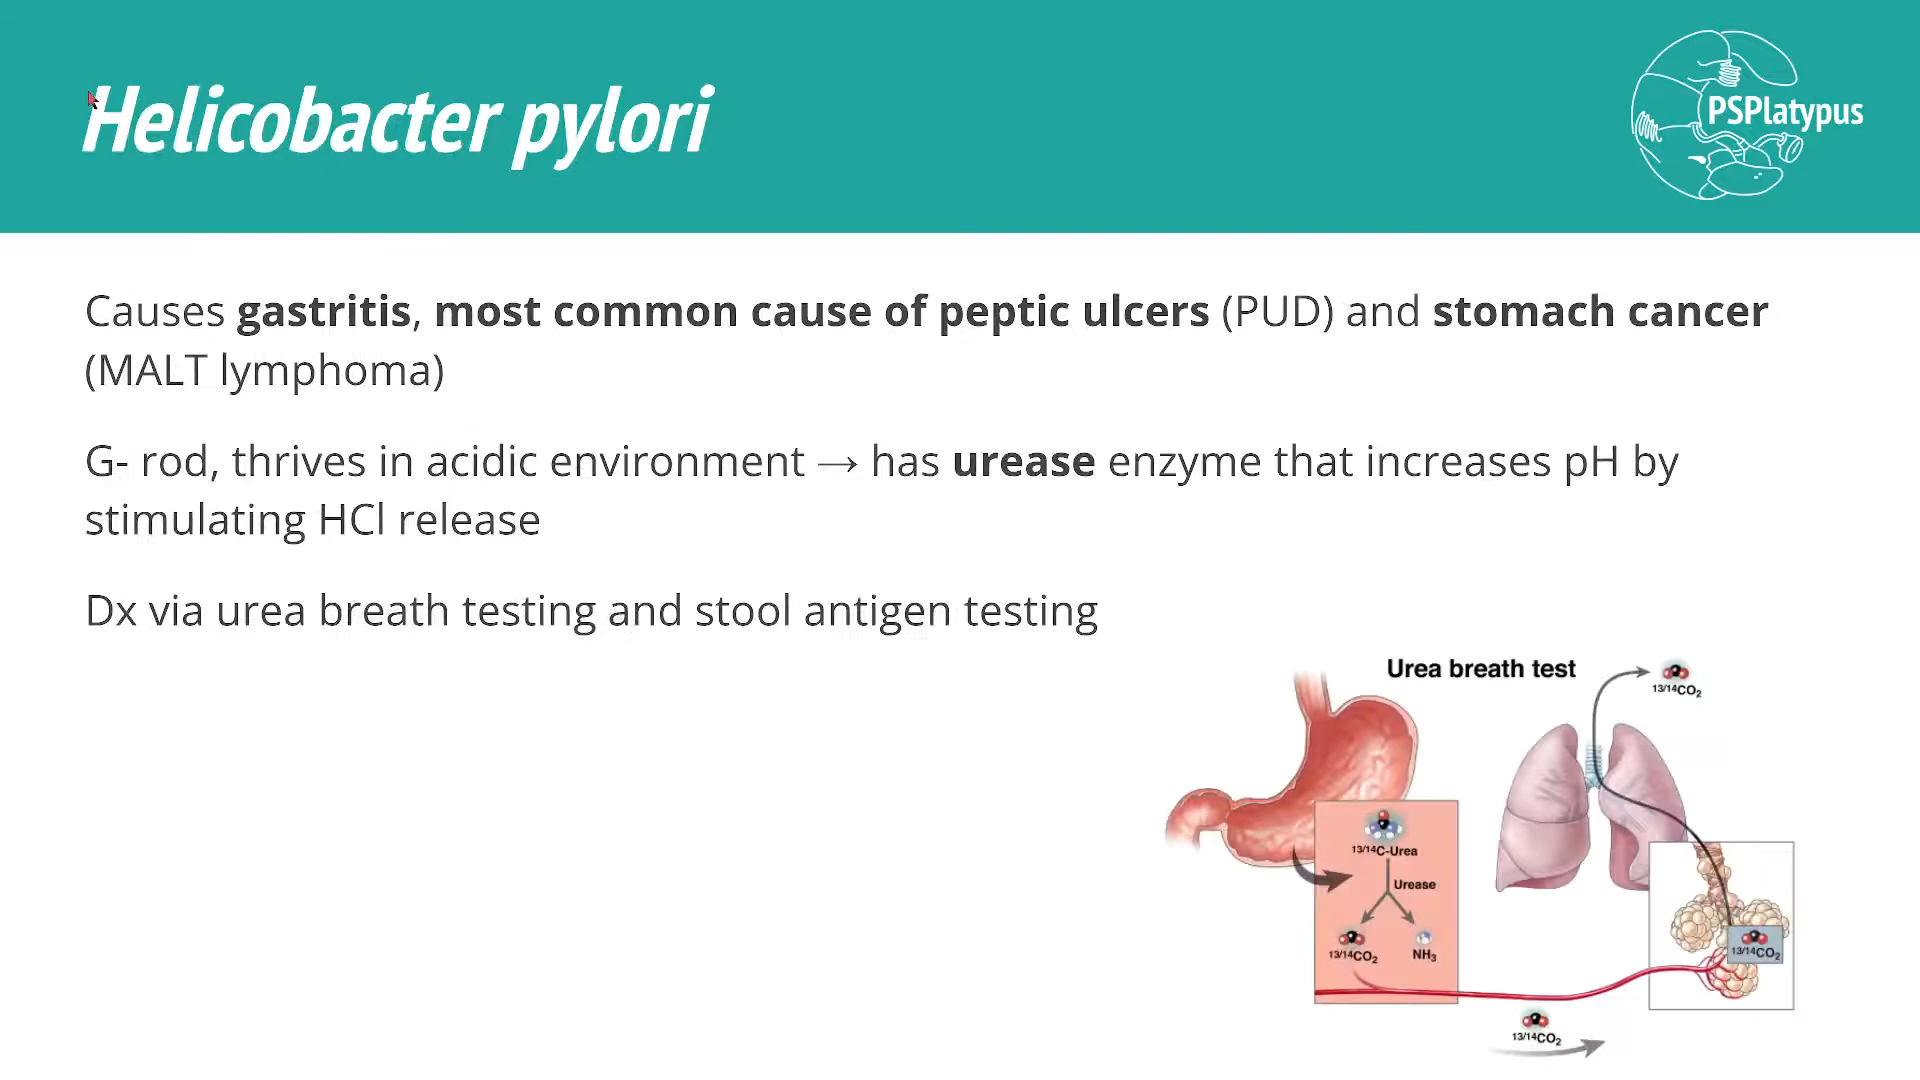 Helicobacter pylori
PSPlatypus
Causes gastritis, most common cause of peptic ulcers (PUD) and stomach cancer
(MALT lymphoma)
G- rod, thrives in acidic environment → has urease enzyme that increases pH by
stimulating HCl release
Dx via urea breath testing and stool antigen testing
Urea breath test
13/14CO2
13/14C-Urea
Urease
13/14CO2
NH3
13/14CO2
13/14CO2